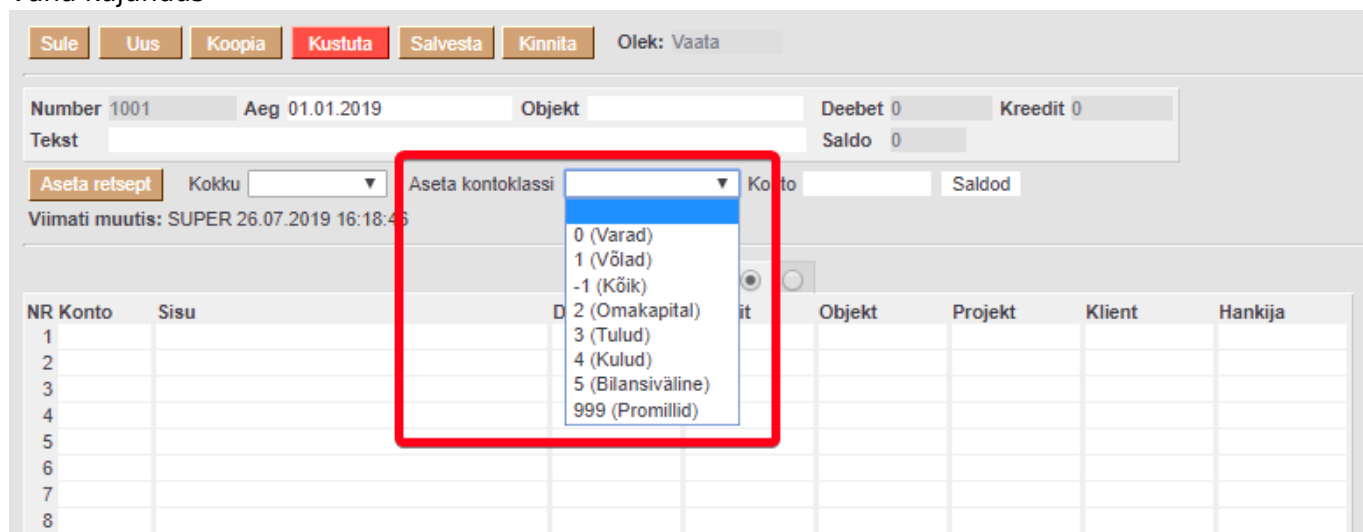 Sule Uus Koopia Kustuta Salvesta Kinnita Olek: Vaata
Number 1001 Aeg 01.01.2019 Objekt Deebet 0 Kreedit 0
Tekst Saldo 0
Aseta retsept Kokku Aseta kontoklassi Konto Saldod
Viimati muutis: SUPER 26.07.2019 16:18:46
0 (Varad)
1 (Võlad)
-1 (Kõik)
2 (Omakapital)
3 (Tulud)
4 (Kulud)
5 (Bilansiväline)
999 (Promillid)
NR Konto Sisu D it Objekt Projekt Klient Hankija
1
2
3
4
5
6
7
8